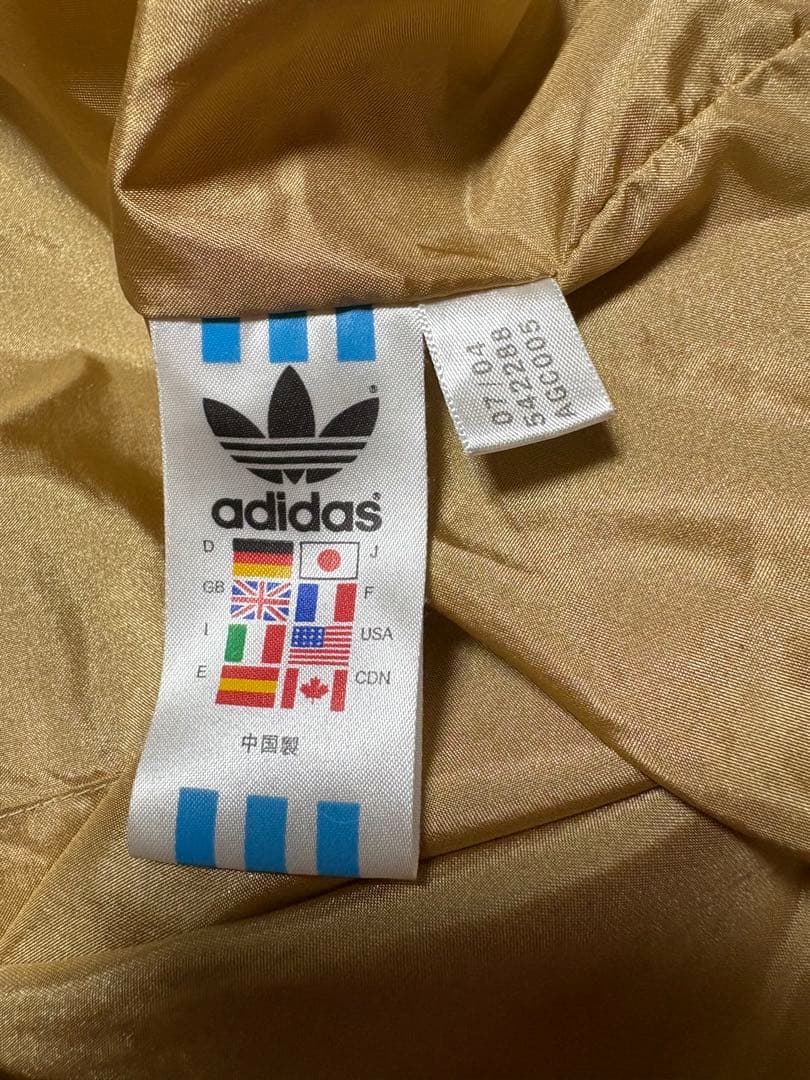 adidas
D J
GB F
I USA
E CDN
中国製
07/04
542288
AGC005